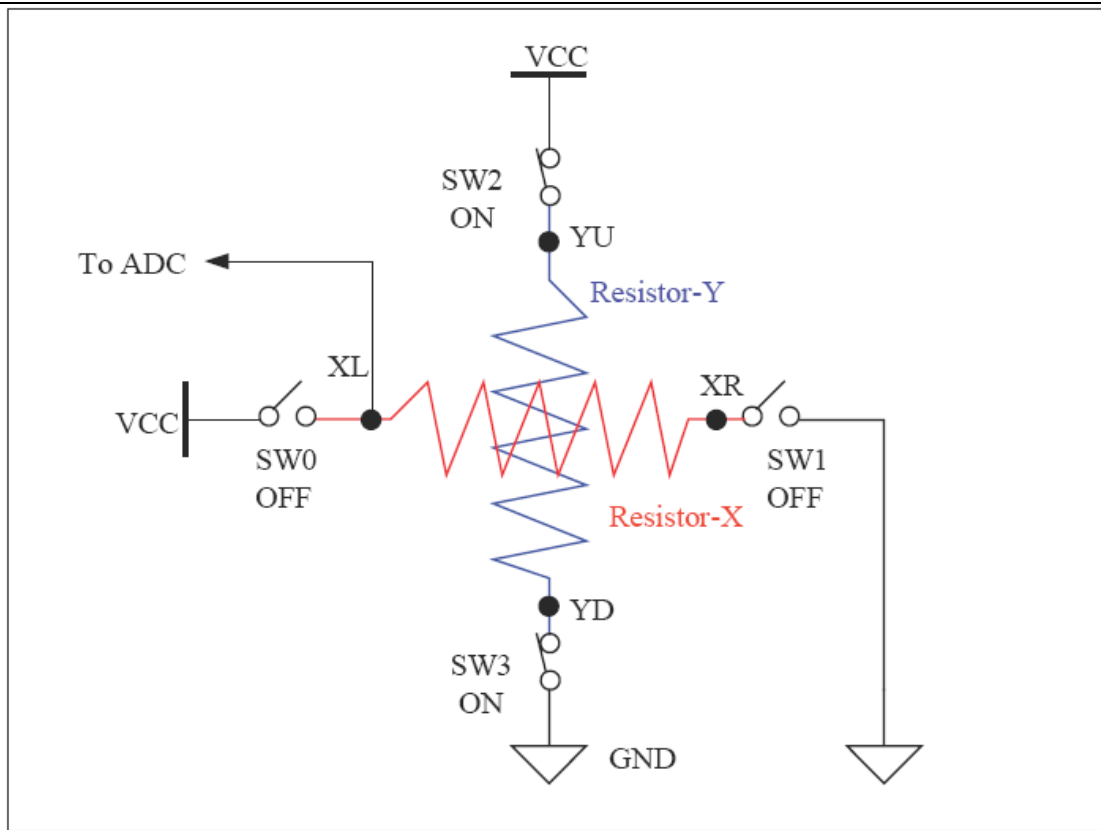 VCC
SW2
ON
YU
To ADC
Resistor-Y
XL
XR
VCC
SW0
OFF
SW1
OFF
Resistor-X
YD
SW3
ON
GND